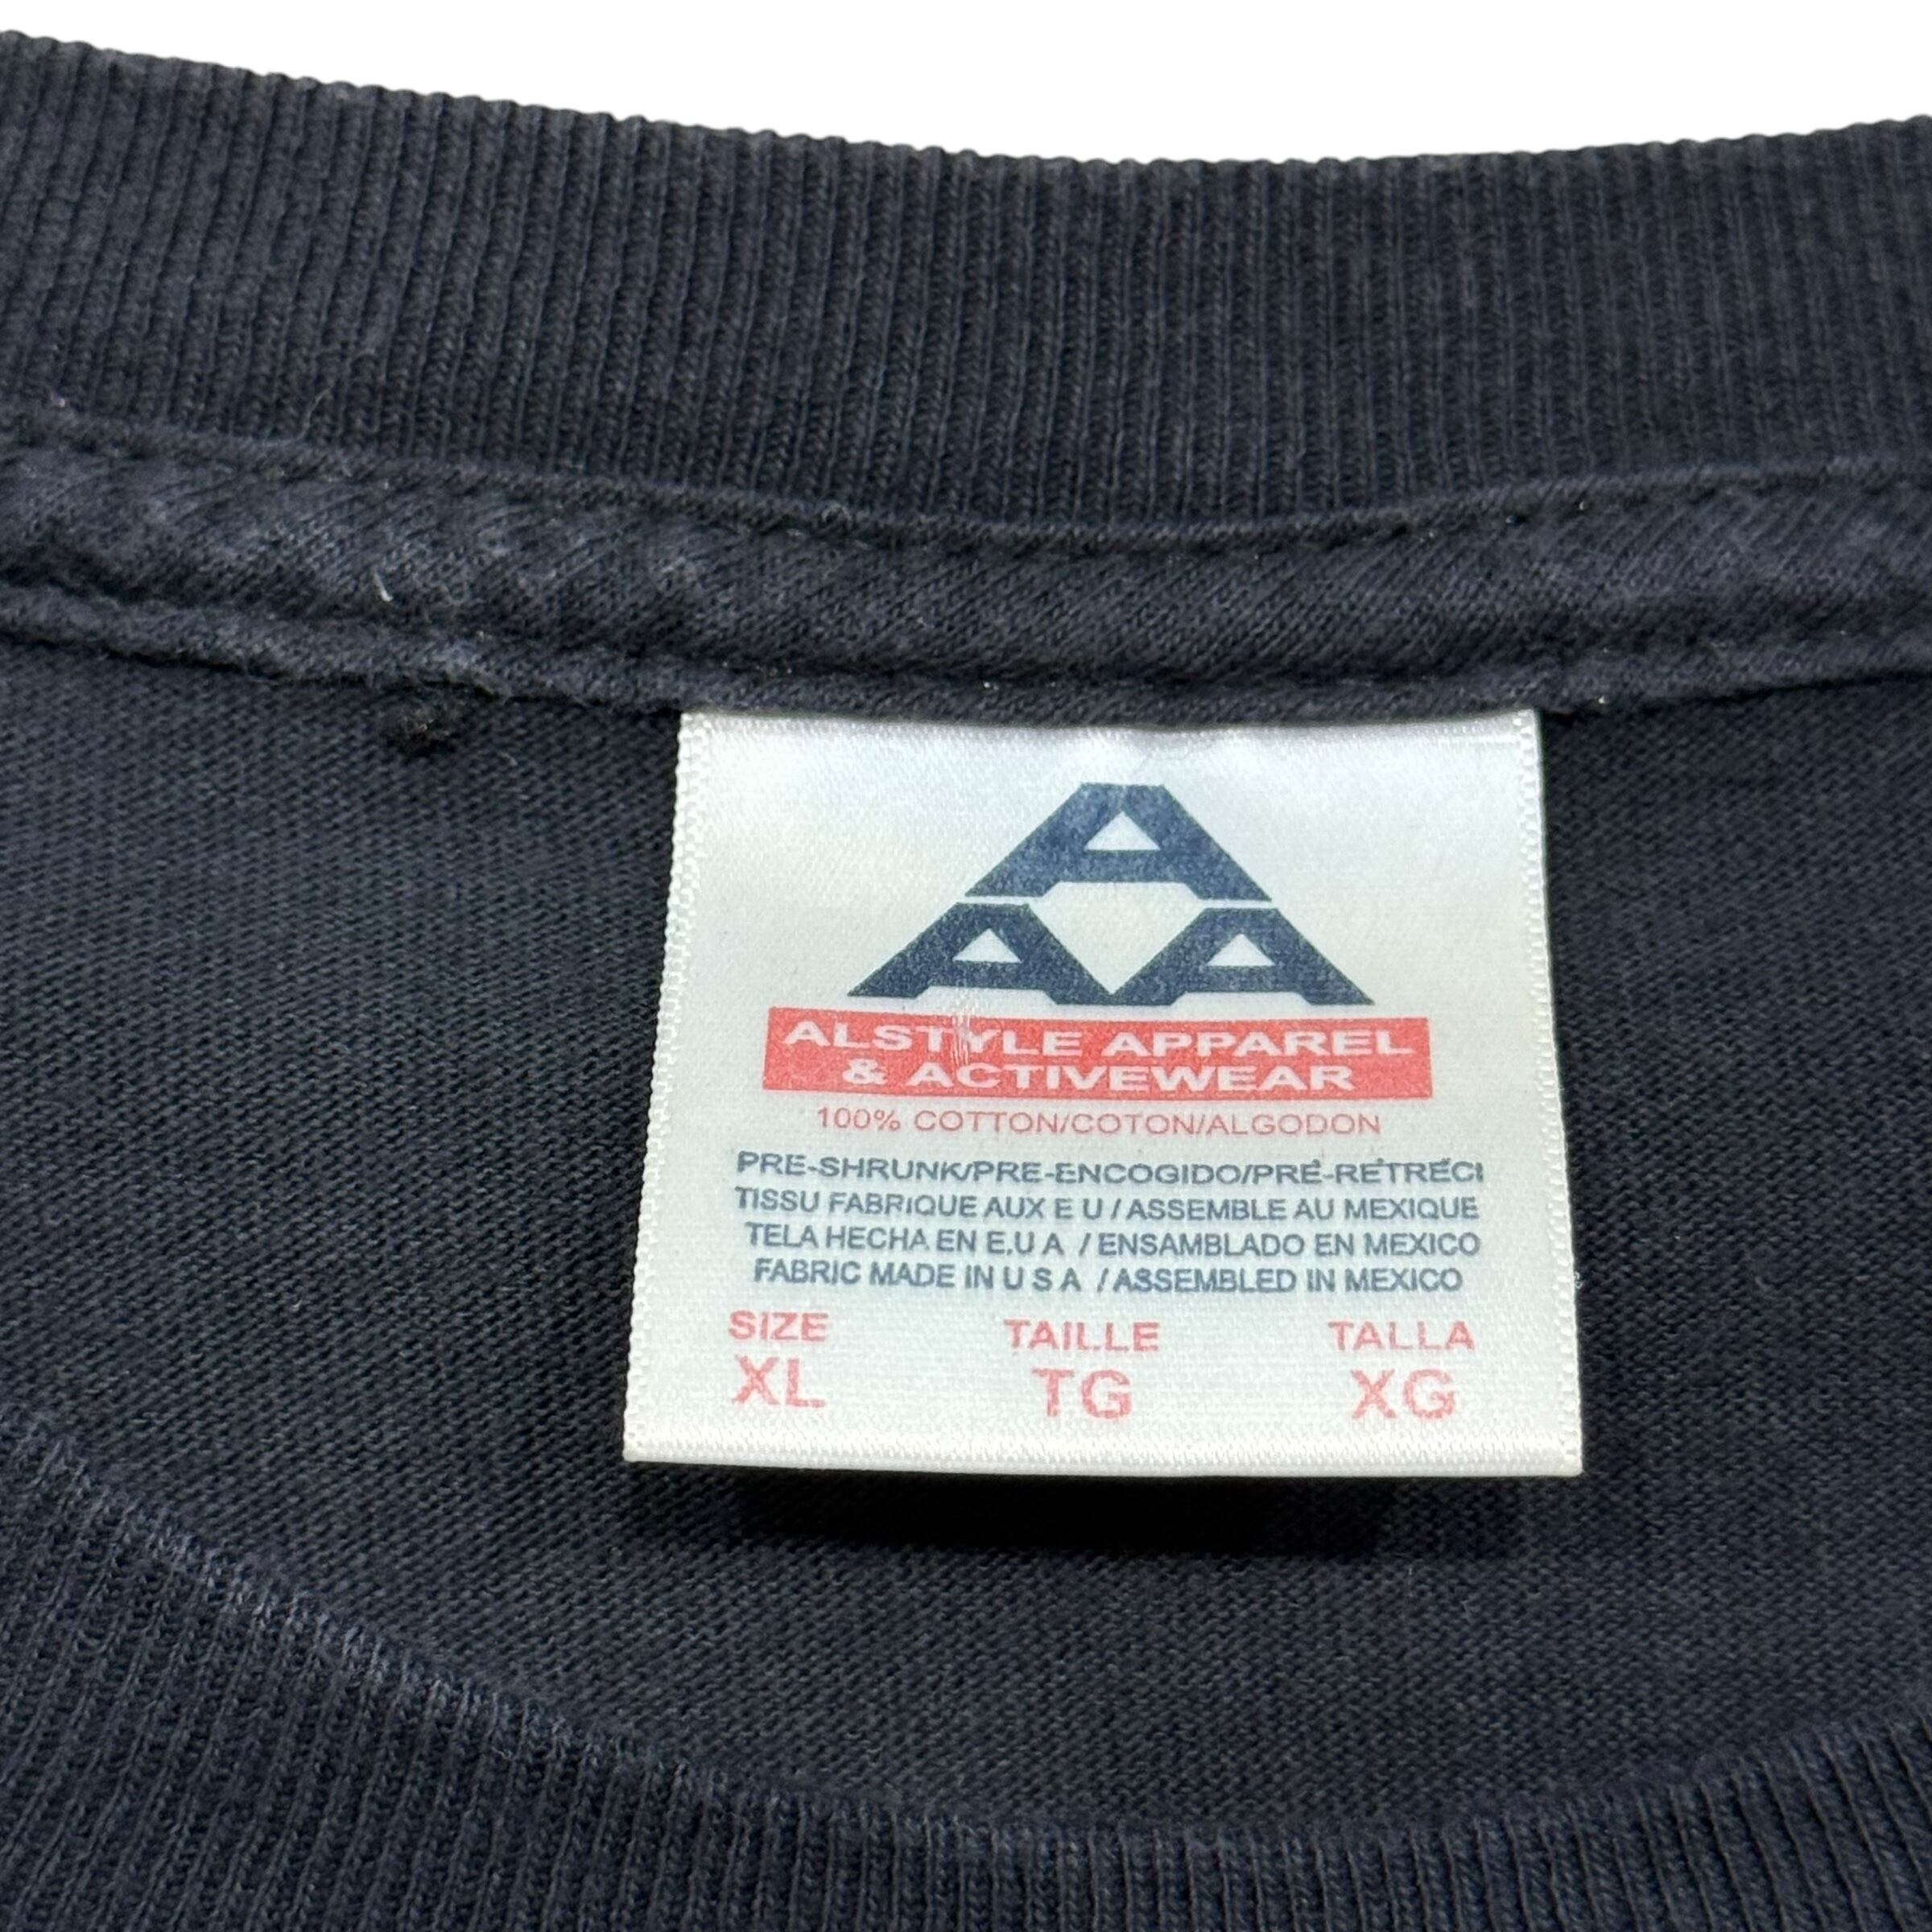 A
A A
ALSTYLE APPAREL
& ACTIVEWEAR
100% COTTON/COTON/ALGODON
PRE-SHRUNK/PRE-ENCOGIDO/PRÉ-RÉTRÉCI
TISSU FABRIQUE AUX E U / ASSEMBLE AU MEXIQUE
TELA HECHA EN E.U A / ENSAMBLADO EN MEXICO
FABRIC MADE IN U S A / ASSEMBLED IN MEXICO
SIZE TAILLE TALLA
XL TG XG